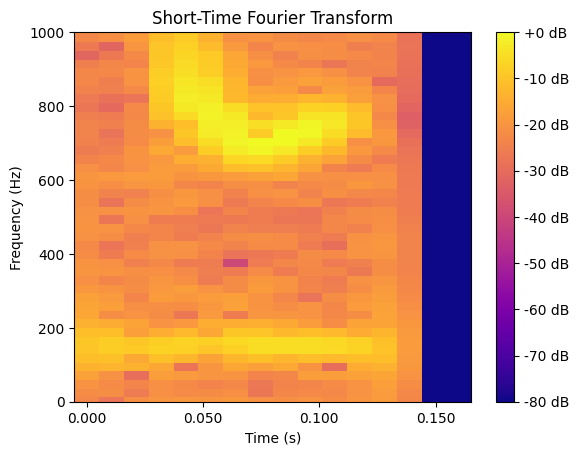 Short-Time Fourier Transform
1000
800
600
400
200
0
Frequency (Hz)
0.000
0.050
0.100
0.150
Time (s)
+0 dB
-10 dB
-20 dB
-30 dB
-40 dB
-50 dB
-60 dB
-70 dB
-80 dB